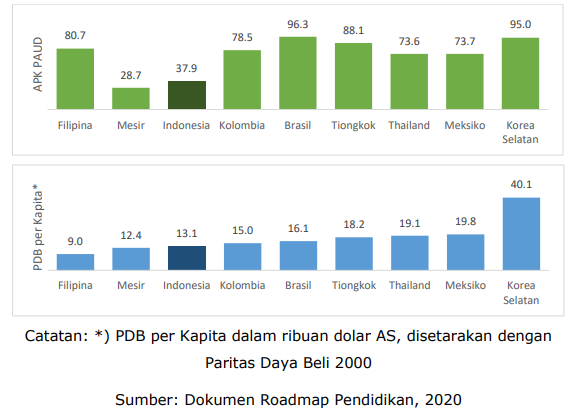 APK PAUD
80.7 28.7 37.9 78.5 96.3 88.1 73.6 73.7 95.0
Filipina Mesir Indonesia Kolombia Brasil Tiongkok Thailand Meksiko Korea
Selatan
PDB per Kapita*
9.0 12.4 13.1 15.0 16.1 18.2 19.1 19.8 40.1
Filipina Mesir Indonesia Kolombia Brasil Tiongkok Thailand Meksiko Korea
Selatan
Catatan: *) PDB per Kapita dalam ribuan dolar AS, disetarakan dengan
Paritas Daya Beli 2000
Sumber: Dokumen Roadmap Pendidikan, 2020